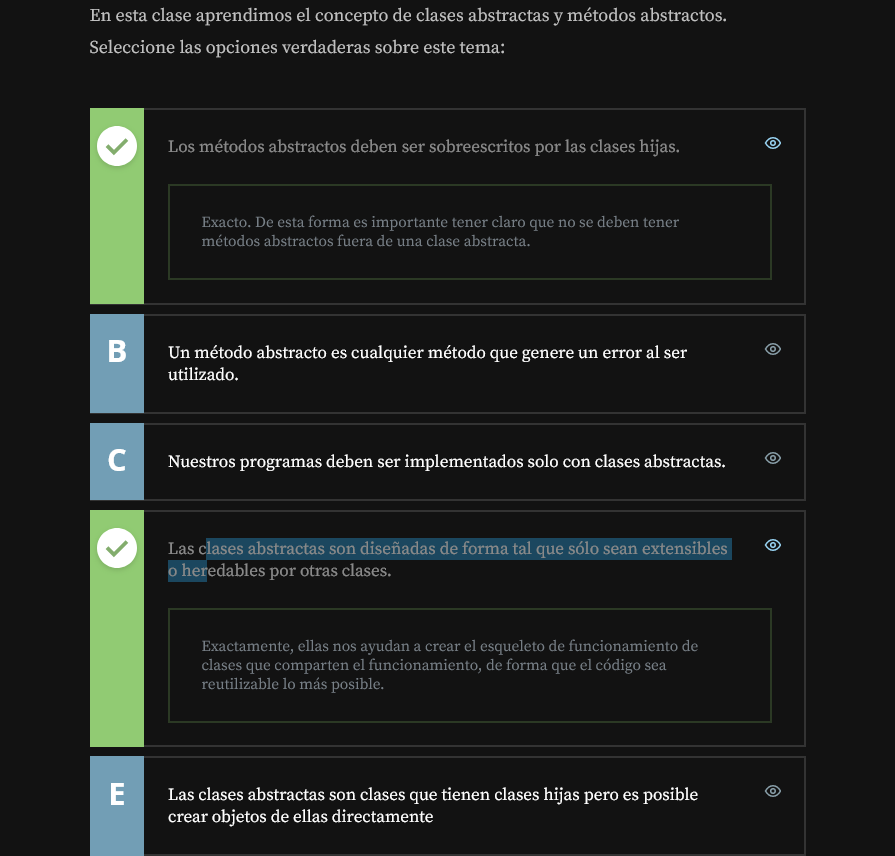 En esta clase aprendimos el concepto de clases abstractas y métodos abstractos.
Seleccione las opciones verdaderas sobre este tema:
Los métodos abstractos deben ser sobreescritos por las clases hijas.
Exacto. De esta forma es importante tener claro que no se deben tener
métodos abstractos fuera de una clase abstracta.
B
Un método abstracto es cualquier método que genere un error al ser
utilizado.
C
Nuestros programas deben ser implementados solo con clases abstractas.
Las clases abstractas son diseñadas de forma tal que sólo sean extensibles
o heredables por otras clases.
Exactamente, ellas nos ayudan a crear el esqueleto de funcionamiento de
clases que comparten el funcionamiento, de forma que el código sea
reutilizable lo más posible.
E
Las clases abstractas son clases que tienen clases hijas pero es posible
crear objetos de ellas directamente